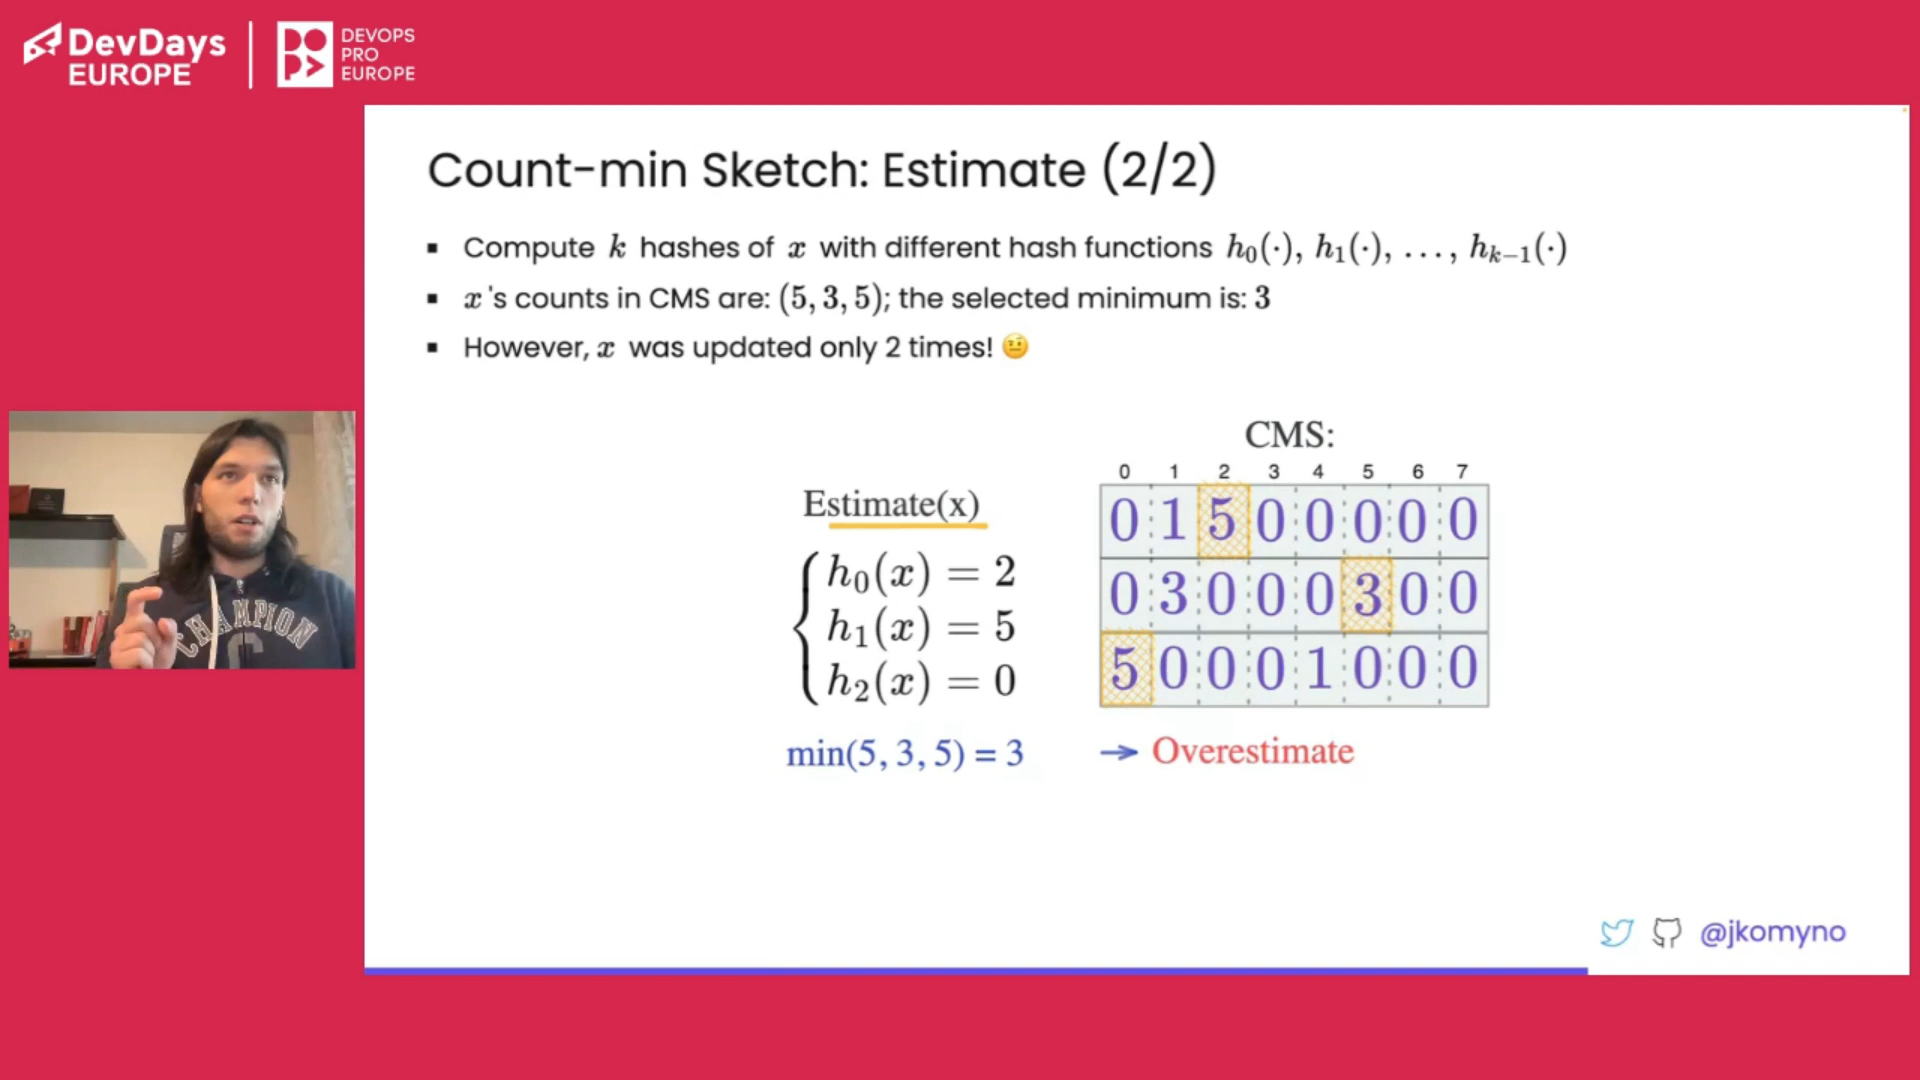 DevDays
EUROPE
DEVOPS
PRO
EUROPE
Count-min Sketch: Estimate (2/2)
▪ Compute k hashes of x with different hash functions h₀(·), h₁(·), …, hₖ₋₁(·)
▪ x's counts in CMS are: (5, 3, 5); the selected minimum is: 3
▪ However, x was updated only 2 times! 🤨
CHAMPION
C
Estimate(x)
h₀(x) = 2
h₁(x) = 5
h₂(x) = 0
min(5, 3, 5) = 3
CMS:
0 1 2 3 4 5 6 7
0 1 5 0 0 0 0 0
0 3 0 0 0 3 0 0
5 0 0 0 1 0 0 0
→ Overestimate
@jkomyno